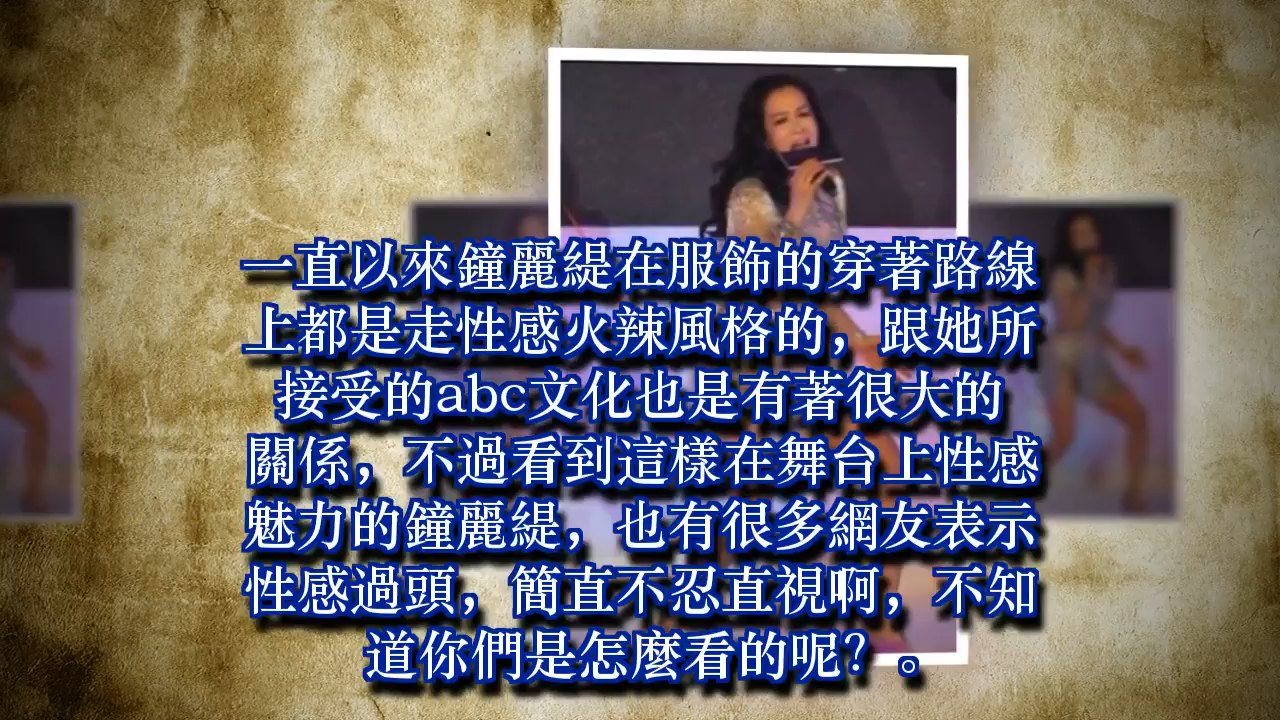 一直以來鐘麗緹在服飾的穿著路線
上都是走性感火辣風格的，跟她所
接受的abc文化也是有著很大的
關係，不過看到這樣在舞台上性感
魅力的鐘麗緹，也有很多網友表示
性感過頭，簡直不忍直視啊，不知
道你們是怎麼看的呢？。